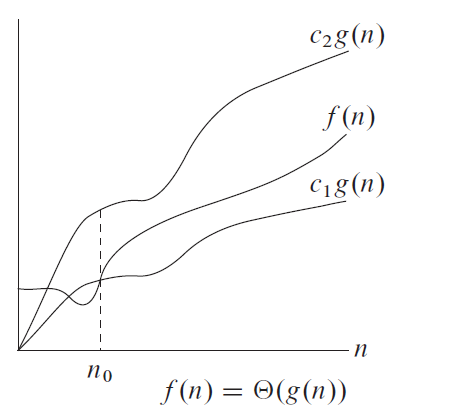 c₂g(n)
f(n)
c₁g(n)
n
n₀
f(n) = Θ(g(n))